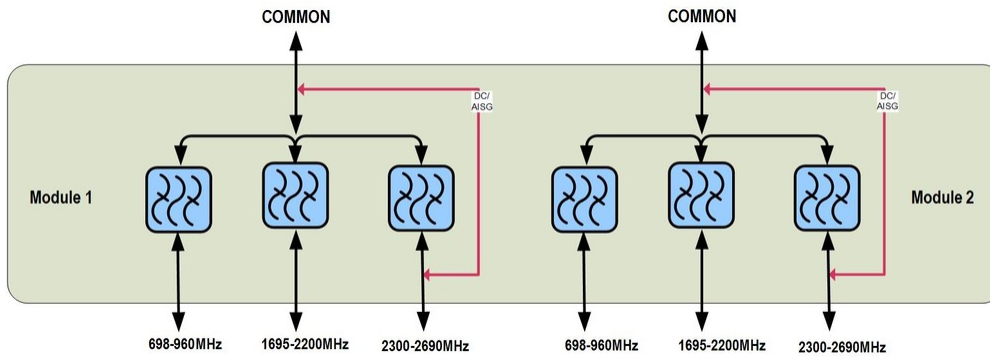 COMMON
COMMON
DC/
AISG
DC/
AISG
Module 1
Module 2
698-960MHz
1695-2200MHz
2300-2690MHz
698-960MHz
1695-2200MHz
2300-2690MHz